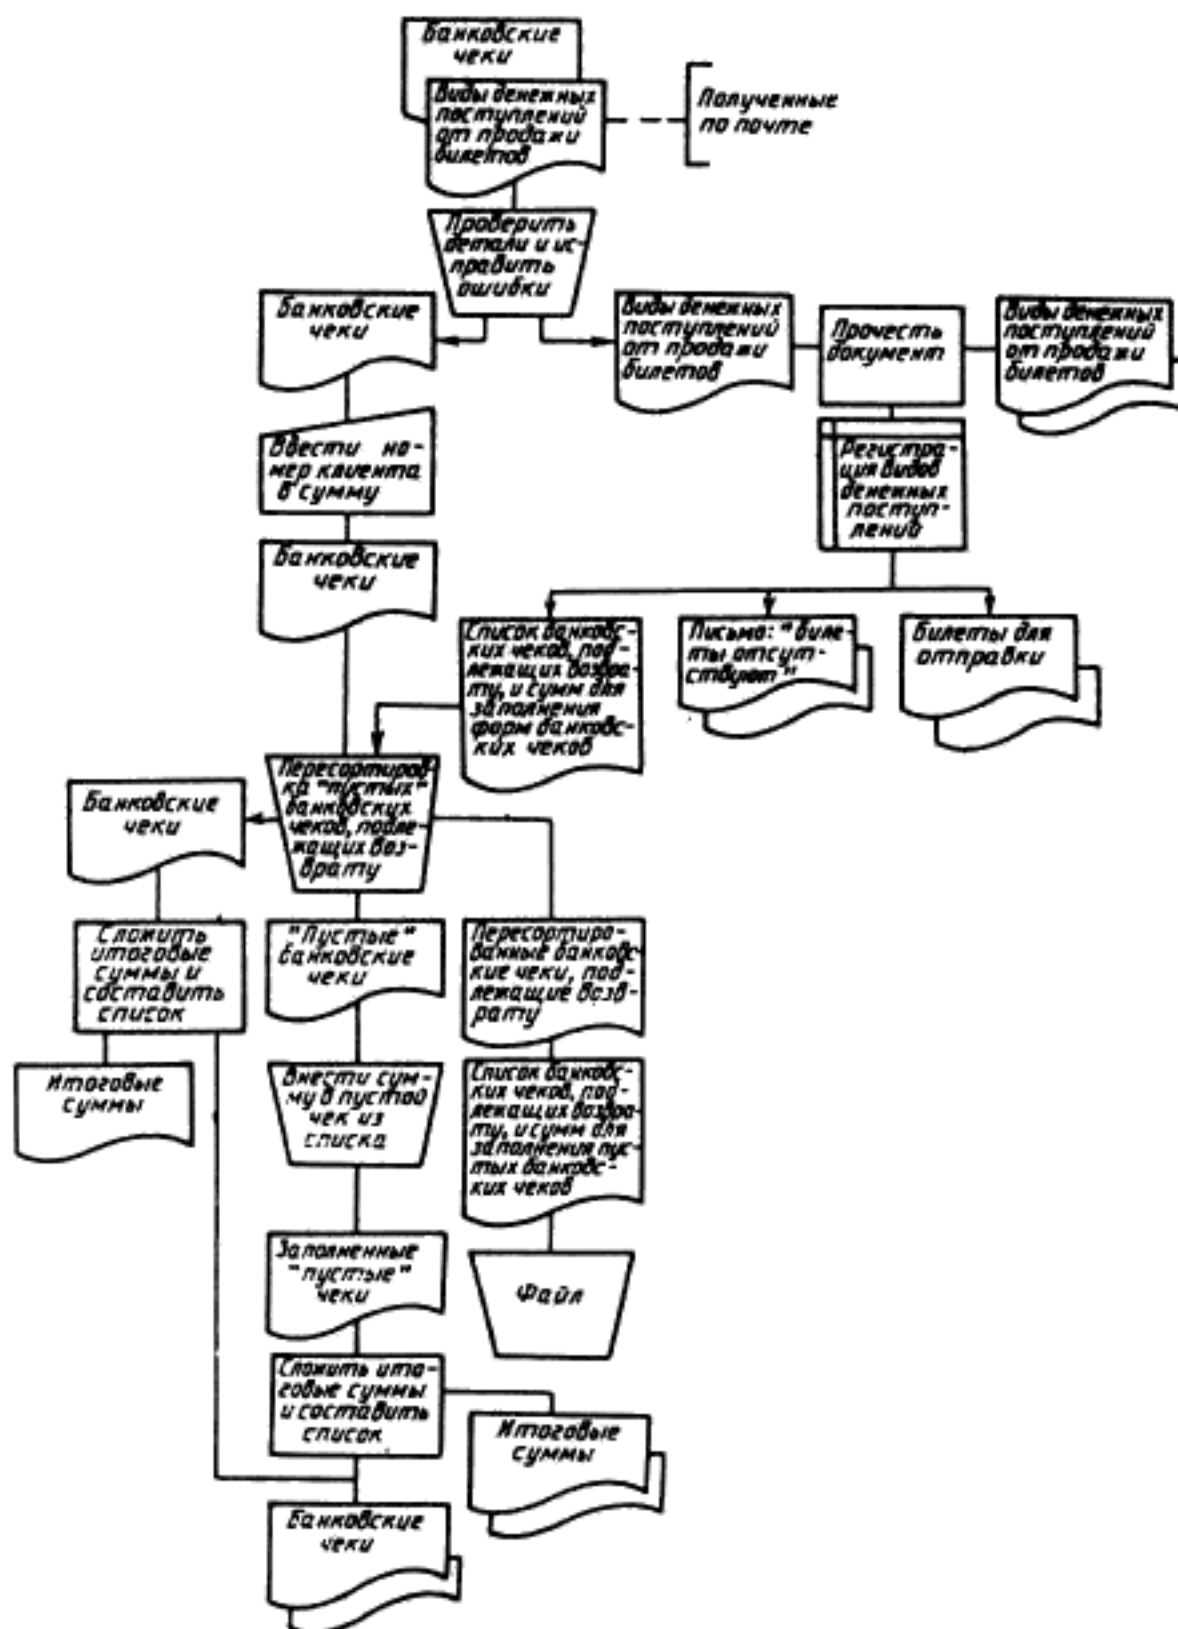 Банковские
чеки
Виды денежных
поступлений
от продажи
билетов
Полученные
по почте
Проверить
детали и ис-
править
ошибки
Банковские
чеки
Виды денежных
поступлений
от продажи
билетов
Прочесть
документ
Виды денежных
поступлений
от продажи
билетов
Ввести но-
мер клиента
в сумму
Регистра-
ция видов
денежных
поступ-
лений
Банковские
чеки
Список банковс-
ких чеков, под-
лежащих возвра-
ту, и сумм для
заполнения
форм банковс-
ких чеков
Письмо: "биле-
ты отсут-
ствуют"
Билеты для
отправки
Пересортиров-
ка "пустых"
банковских
чеков, подле-
жащих воз-
врату
Банковские
чеки
Сложить
итоговые
суммы и
составить
список
"Пустые"
банковские
чеки
Пересортиро-
ванные банковс-
кие чеки, под-
лежащие возв-
рату
Итоговые
суммы
Внести сум-
му в пустой
чек из
списка
Список банковс-
ких чеков, под-
лежащих возвра-
ту, и сумм для
заполнения пус-
тых банковс-
ких чеков
Заполненные
"пустые"
чеки
Файл
Сложить ито-
говые суммы
и составить
список
Итоговые
суммы
Банковские
чеки